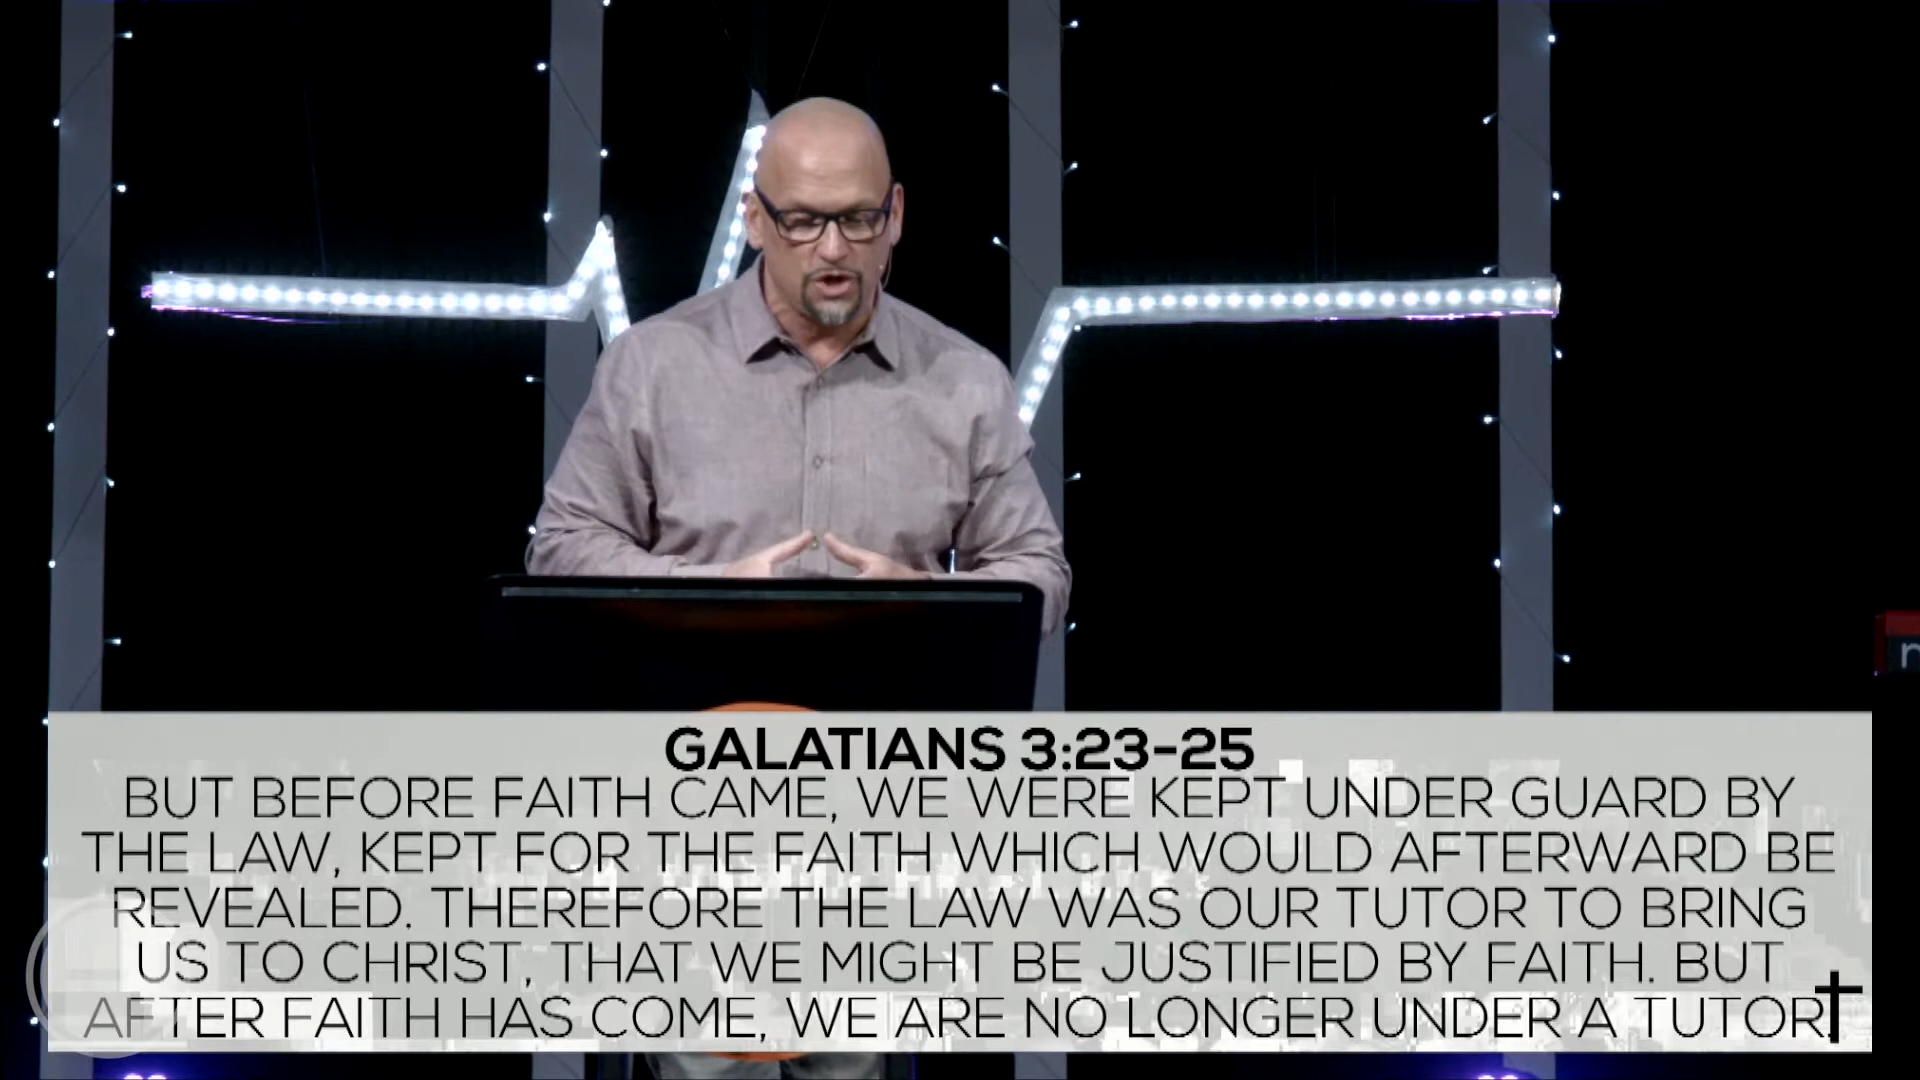 GALATIANS 3:23-25
BUT BEFORE FAITH CAME, WE WERE KEPT UNDER GUARD BY
THE LAW, KEPT FOR THE FAITH WHICH WOULD AFTERWARD BE
REVEALED. THEREFORE THE LAW WAS OUR TUTOR TO BRING
US TO CHRIST, THAT WE MIGHT BE JUSTIFIED BY FAITH. BUT
AFTER FAITH HAS COME, WE ARE NO LONGER UNDER A TUTOR.